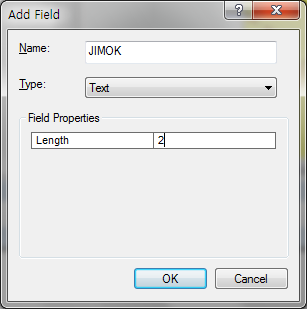 Add Field
Name: JIMOK
Type: Text
Field Properties
Length 2
OK Cancel